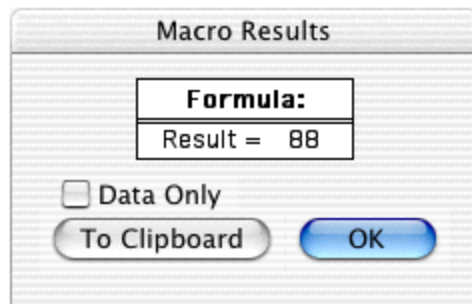 Macro Results
Formula:
Result = 88
Data Only
To Clipboard OK